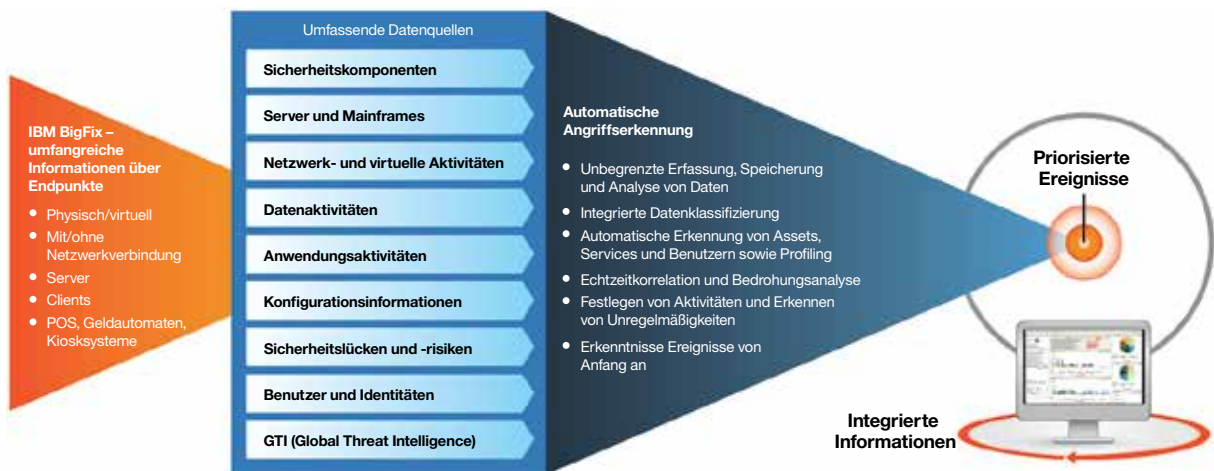 IBM BigFix –
umfangreiche
Informationen über
Endpunkte
• Physisch/virtuell
• Mit/ohne
Netzwerkverbindung
• Server
• Clients
• POS, Geldautomaten,
Kiosksysteme
Umfassende Datenquellen
Sicherheitskomponenten
Server und Mainframes
Netzwerk- und virtuelle Aktivitäten
Datenaktivitäten
Anwendungsaktivitäten
Konfigurationsinformationen
Sicherheitslücken und -risiken
Benutzer und Identitäten
GTI (Global Threat Intelligence)
Automatische
Angriffserkennung
• Unbegrenzte Erfassung, Speicherung
und Analyse von Daten
• Integrierte Datenklassifizierung
• Automatische Erkennung von Assets,
Services und Benutzern sowie Profiling
• Echtzeitkorrelation und Bedrohungsanalyse
• Festlegen von Aktivitäten und Erkennen
von Unregelmäßigkeiten
• Erkenntnisse Ereignisse von
Anfang an
Priorisierte
Ereignisse
Integrierte
Informationen